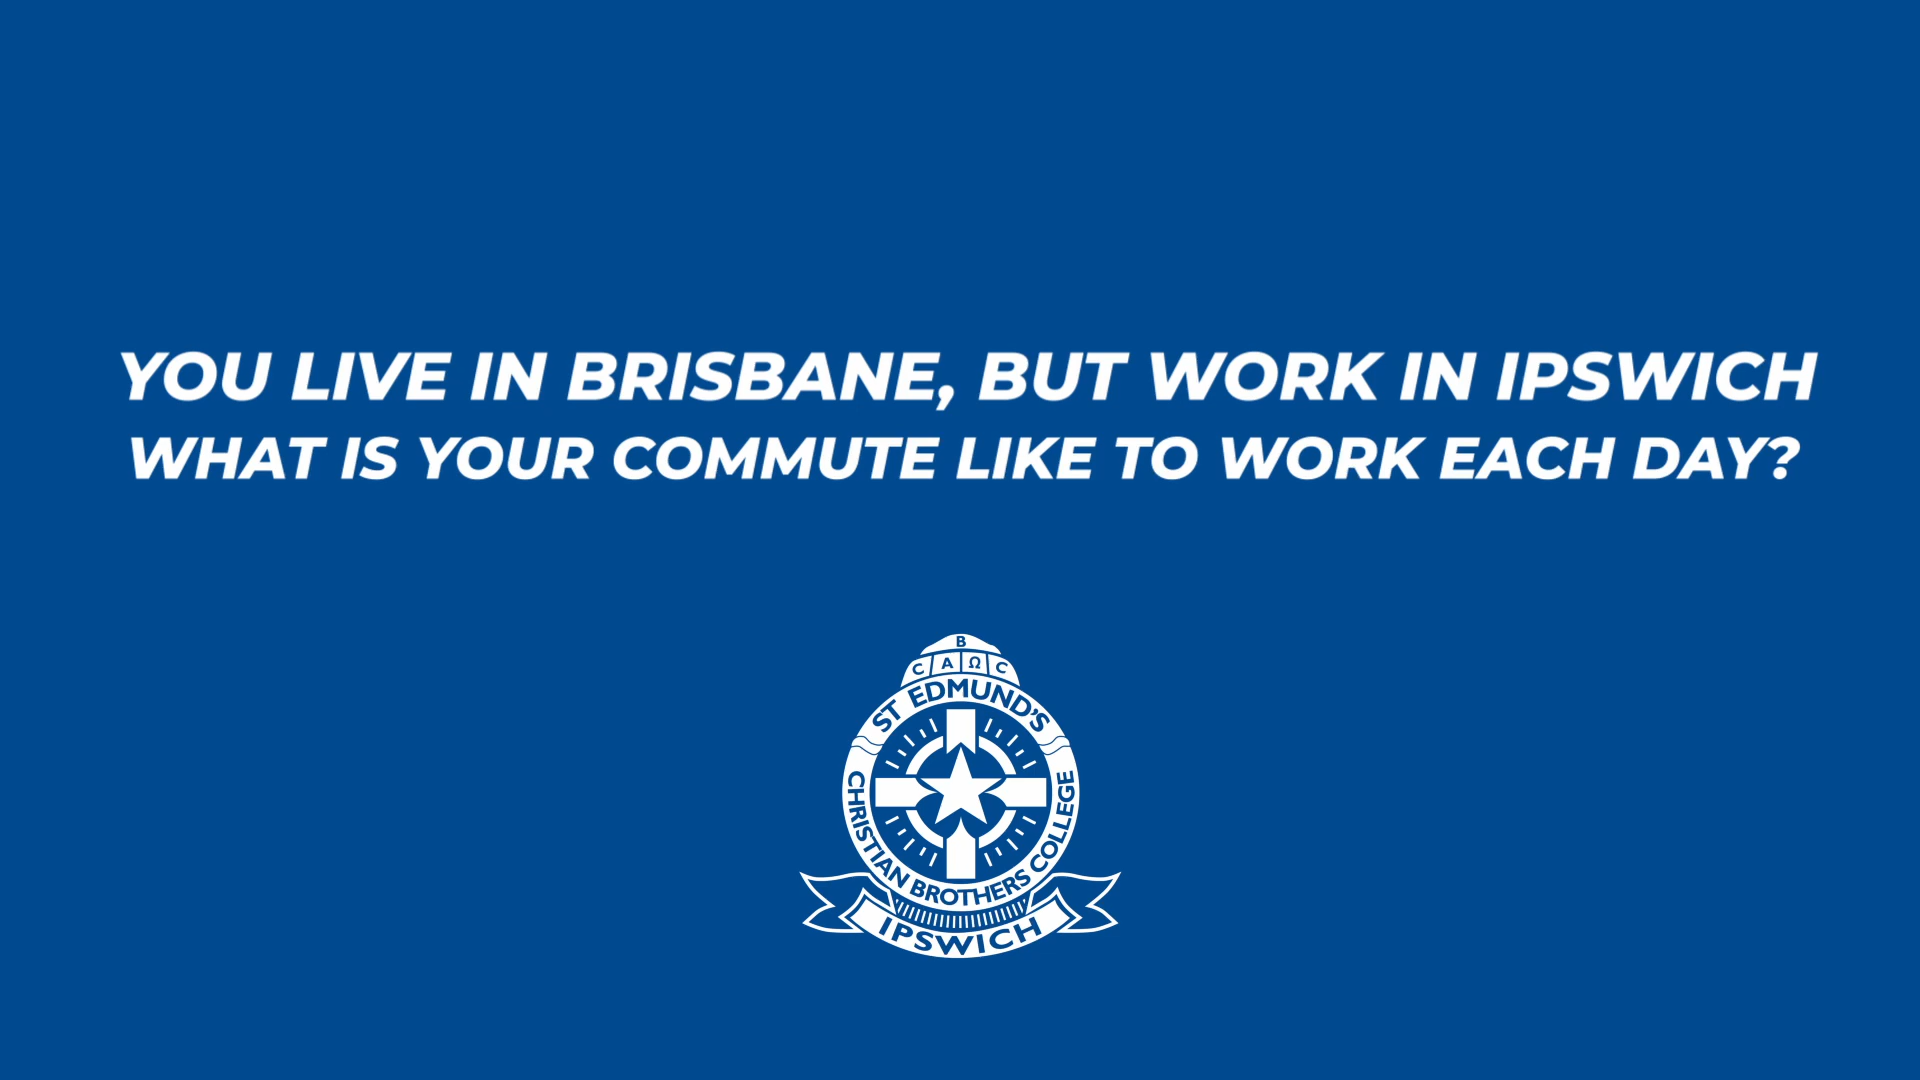 YOU LIVE IN BRISBANE, BUT WORK IN IPSWICH
WHAT IS YOUR COMMUTE LIKE TO WORK EACH DAY?
B
C A Ω C
ST EDMUND'S
CHRISTIAN BROTHERS COLLEGE
IPSWICH